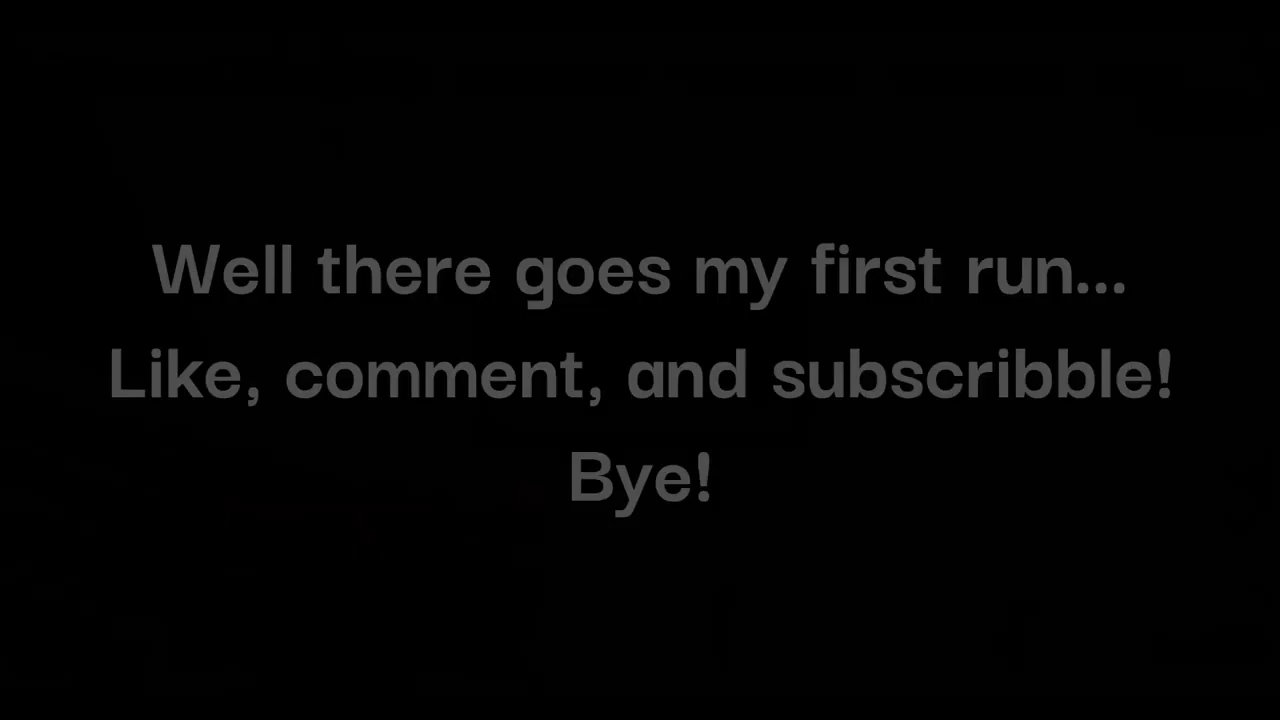 Well there goes my first run...
Like, comment, and subscribble!
Bye!